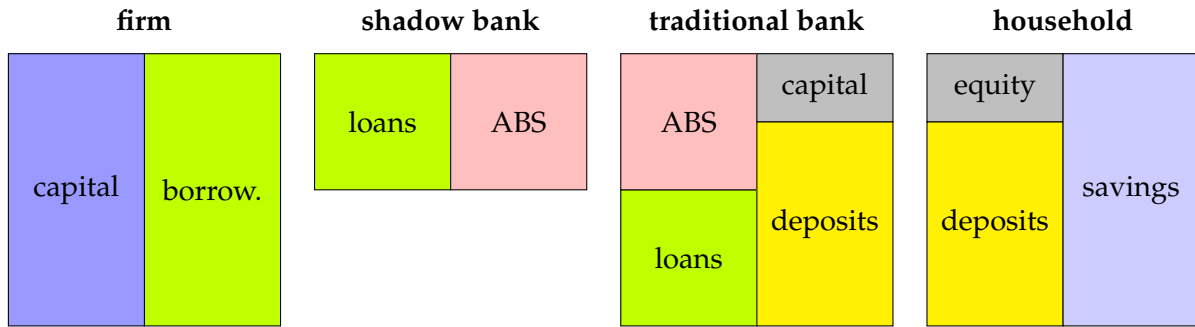 firm
shadow bank
traditional bank
household
capital
borrow.
loans
ABS
ABS
loans
capital
deposits
equity
deposits
savings